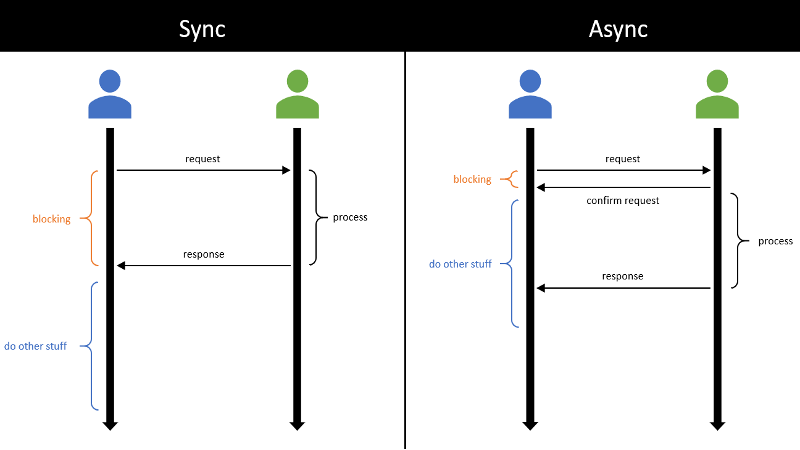 Sync
Async
request
blocking
process
response
do other stuff
request
blocking
confirm request
process
do other stuff
response